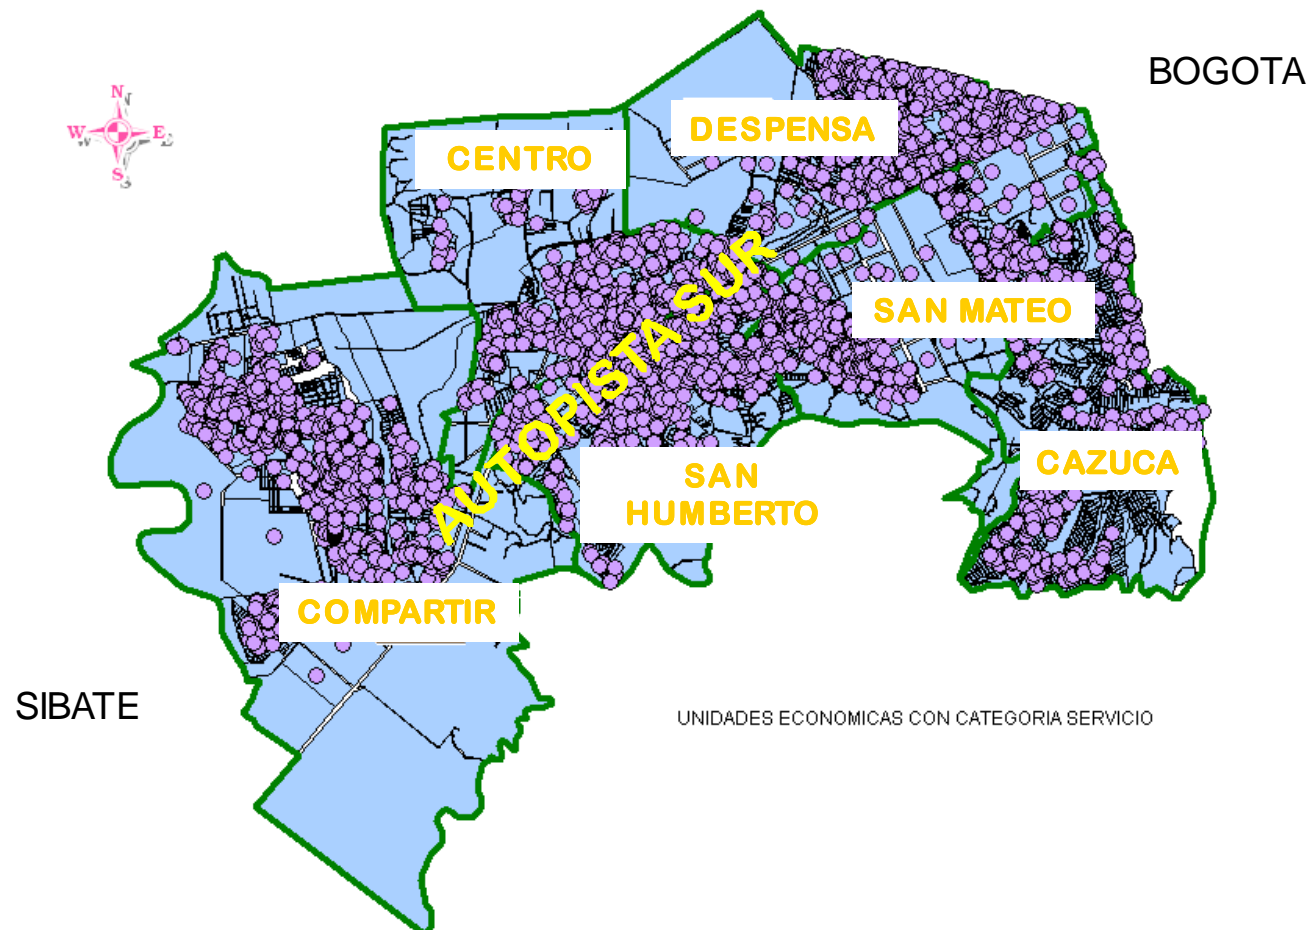 BOGOTA
N
W E
S
DESPENSA
CENTRO
AUTOPISTA SUR
SAN MATEO
CAZUCA
SAN
HUMBERTO
COMPARTIR
SIBATE
UNIDADES ECONOMICAS CON CATEGORIA SERVICIO